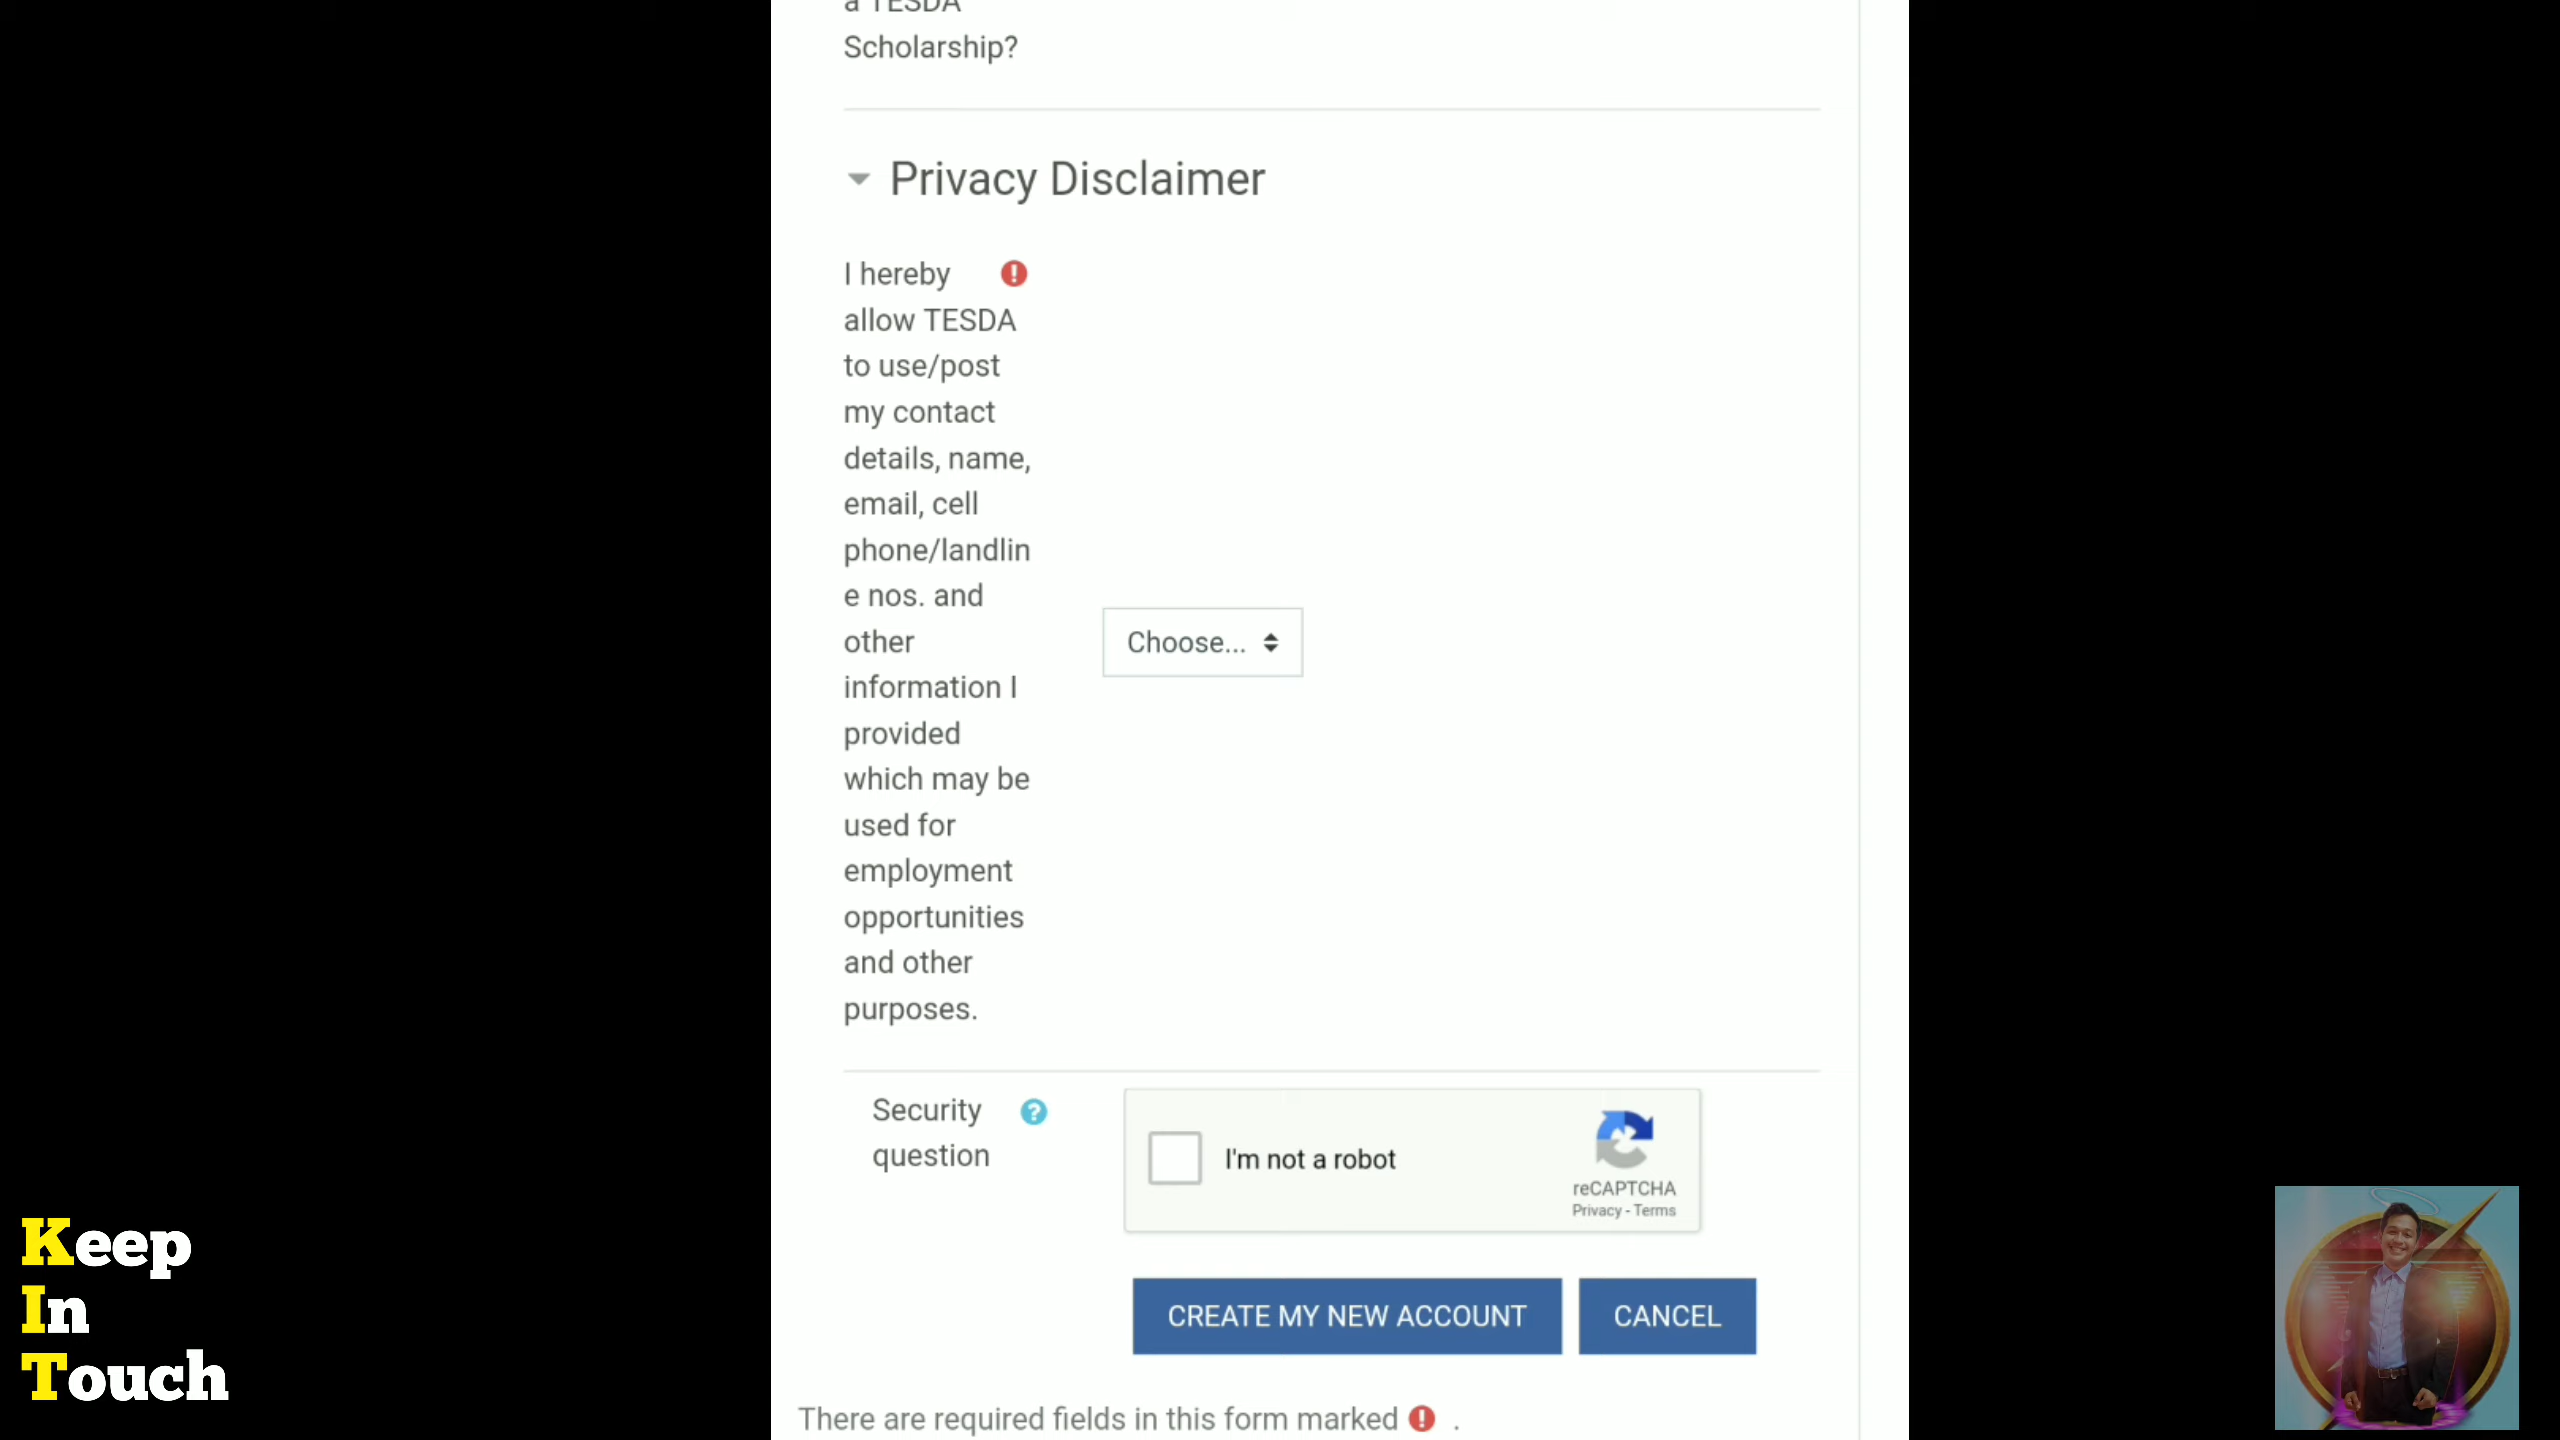 a TESDA
Scholarship?
Privacy Disclaimer
I hereby
allow TESDA
to use/post
my contact
details, name,
email, cell
phone/landlin
e nos. and
other
information I
provided
which may be
used for
employment
opportunities
and other
purposes.
Choose...
Security
question
I'm not a robot
reCAPTCHA
Privacy - Terms
CREATE MY NEW ACCOUNT
CANCEL
There are required fields in this form marked .
Keep
In
Touch